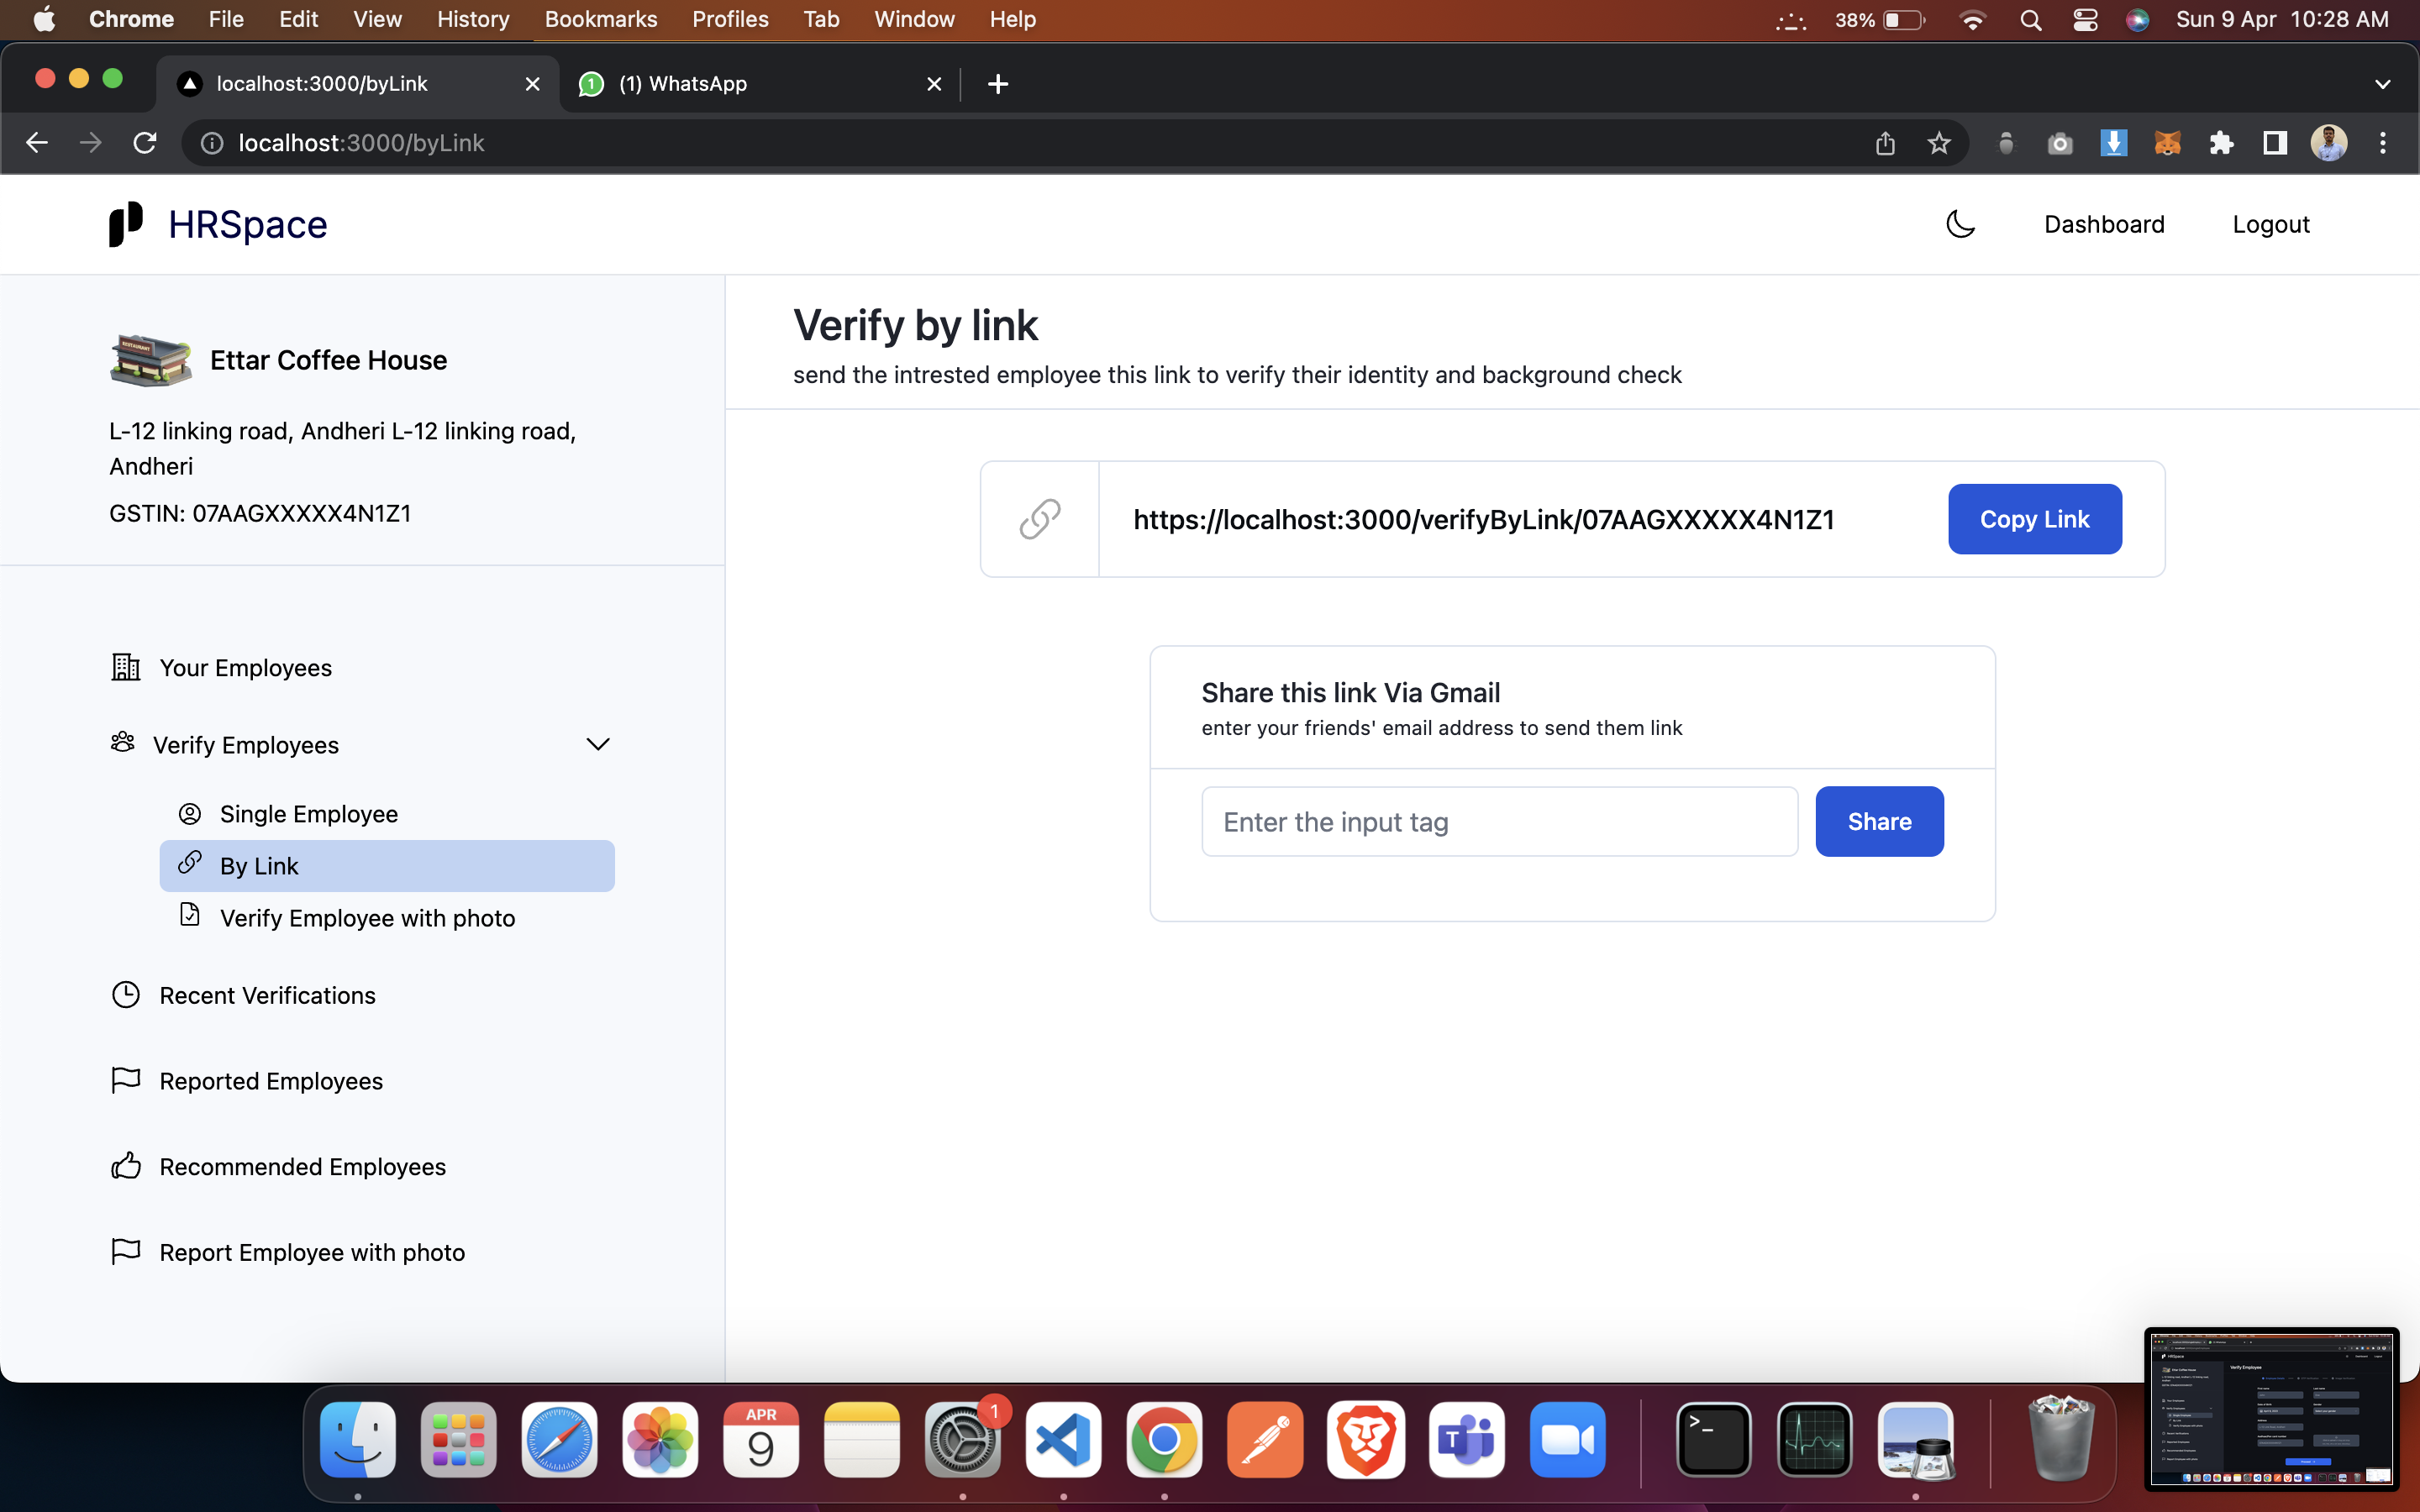 Chrome File Edit View History Bookmarks Profiles Tab Window Help 38% Sun 9 Apr 10:28 AM
localhost:3000/byLink 1 (1) WhatsApp
localhost:3000/byLink
HRSpace Dashboard Logout
RESTAURANT
Ettar Coffee House
L-12 linking road, Andheri L-12 linking road,
Andheri
GSTIN: 07AAGXXXXX4N1Z1
Your Employees
Verify Employees
Single Employee
By Link
Verify Employee with photo
Recent Verifications
Reported Employees
Recommended Employees
Report Employee with photo
Verify by link
send the intrested employee this link to verify their identity and background check
https://localhost:3000/verifyByLink/07AAGXXXXX4N1Z1 Copy Link
Share this link Via Gmail
enter your friends' email address to send them link
Enter the input tag Share
APR
9
1
T
>_
HRSpace
Verify Employee